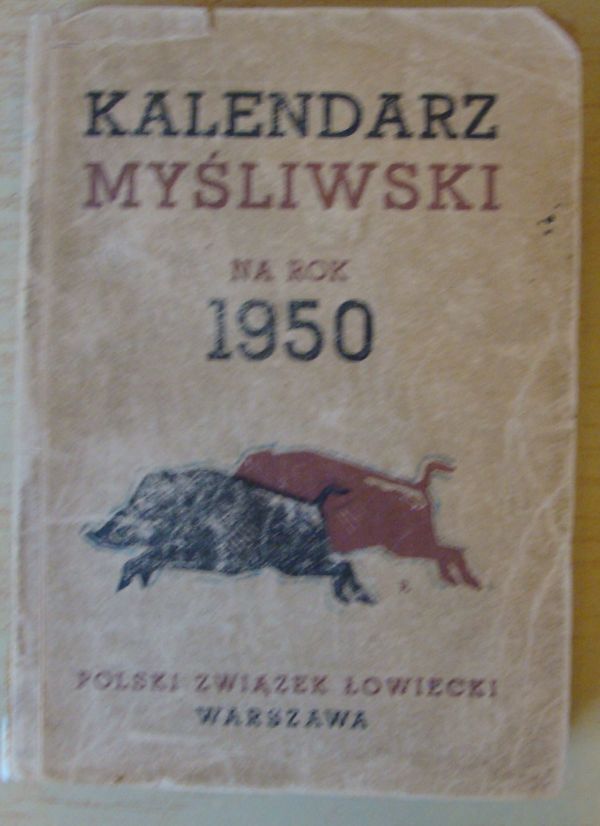 KALENDARZ
MYŚLIWSKI
NA ROK
1950
POLSKI ZWIĄZEK ŁOWIECKI
WARSZAWA